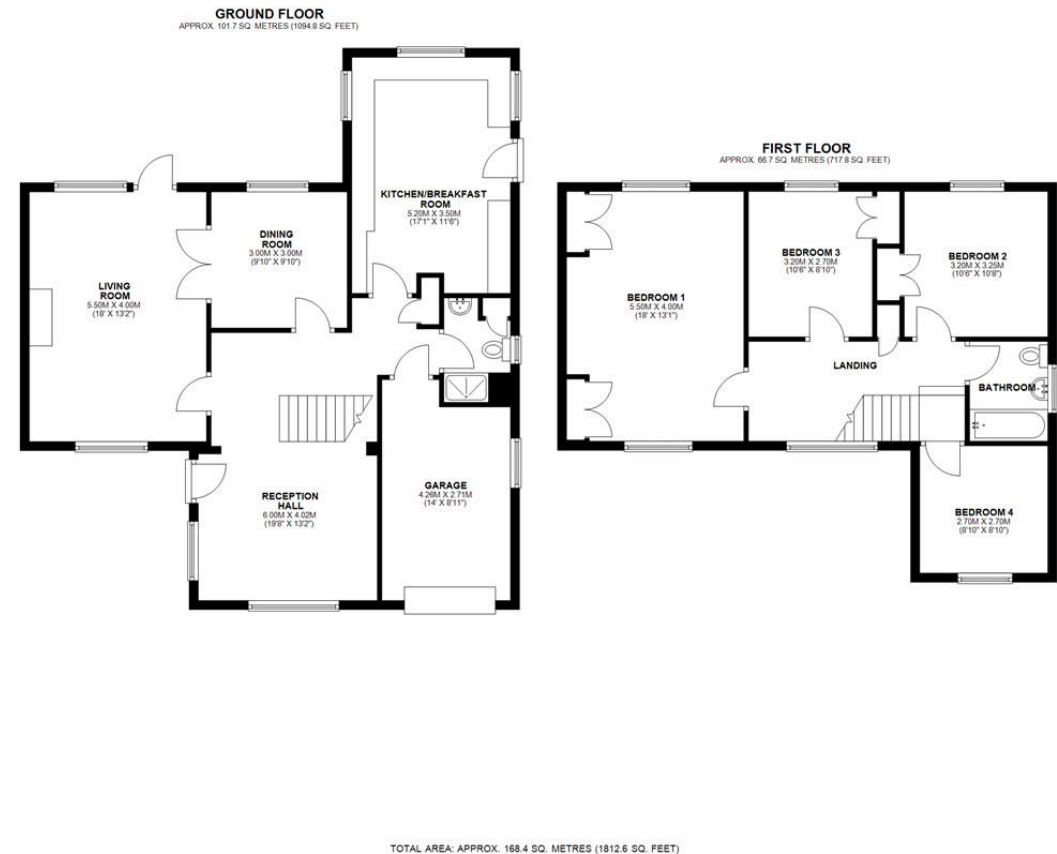 GROUND FLOOR
APPROX. 101.7 SQ. METRES (1094.8 SQ. FEET)
KITCHEN/BREAKFAST
ROOM
5.20M X 3.50M
(17'1" X 11'6")
DINING
ROOM
3.00M X 3.00M
(9'10" X 9'10")
LIVING
ROOM
5.50M X 4.00M
(18' X 13'2")
RECEPTION
HALL
6.00M X 4.02M
(19'8" X 13'2")
GARAGE
4.26M X 2.71M
(14' X 8'11")
FIRST FLOOR
APPROX. 66.7 SQ. METRES (717.8 SQ. FEET)
BEDROOM 1
5.50M X 4.00M
(18' X 13'1")
BEDROOM 3
3.20M X 2.70M
(10'6" X 8'10")
BEDROOM 2
3.20M X 3.25M
(10'6" X 10'8")
LANDING
BATHROOM
BEDROOM 4
2.70M X 2.70M
(8'10" X 8'10")
TOTAL AREA: APPROX. 168.4 SQ. METRES (1812.6 SQ. FEET)